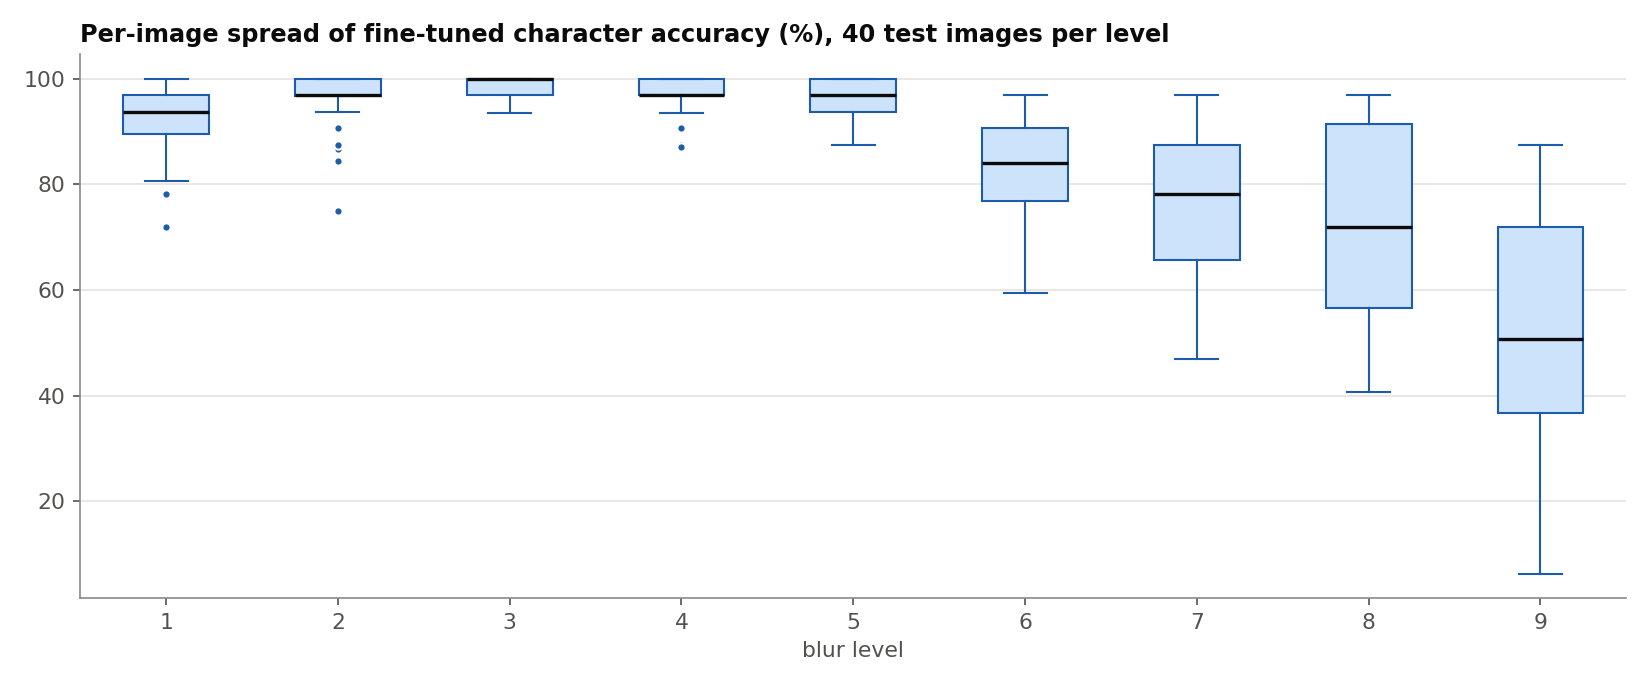 Per-image spread of fine-tuned character accuracy (%), 40 test images per level
100
80
60
40
20
1 2 3 4 5 6 7 8 9
blur level